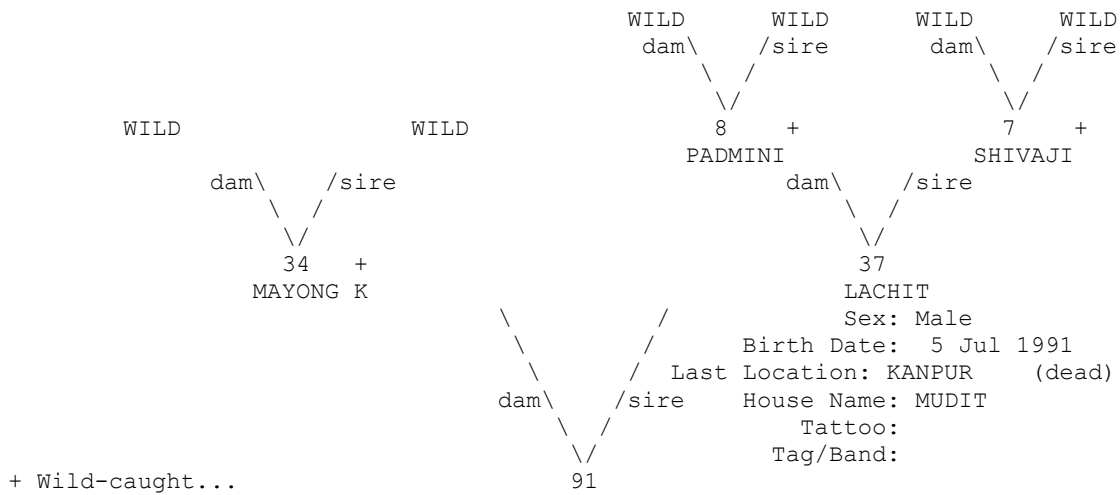 WILD WILD WILD WILD
dam\ /sire dam\ /sire
\ / \ /
\/ \/
WILD WILD 8 + 7 +
PADMINI SHIVAJI
dam\ /sire dam\ /sire
\ / \ /
\/ \/
34 + 37
MAYONG K LACHIT
\ / Sex: Male
\ / Birth Date: 5 Jul 1991
\ / Last Location: KANPUR (dead)
dam\ /sire House Name: MUDIT
\ / Tattoo:
\/ Tag/Band:
+ Wild-caught... 91